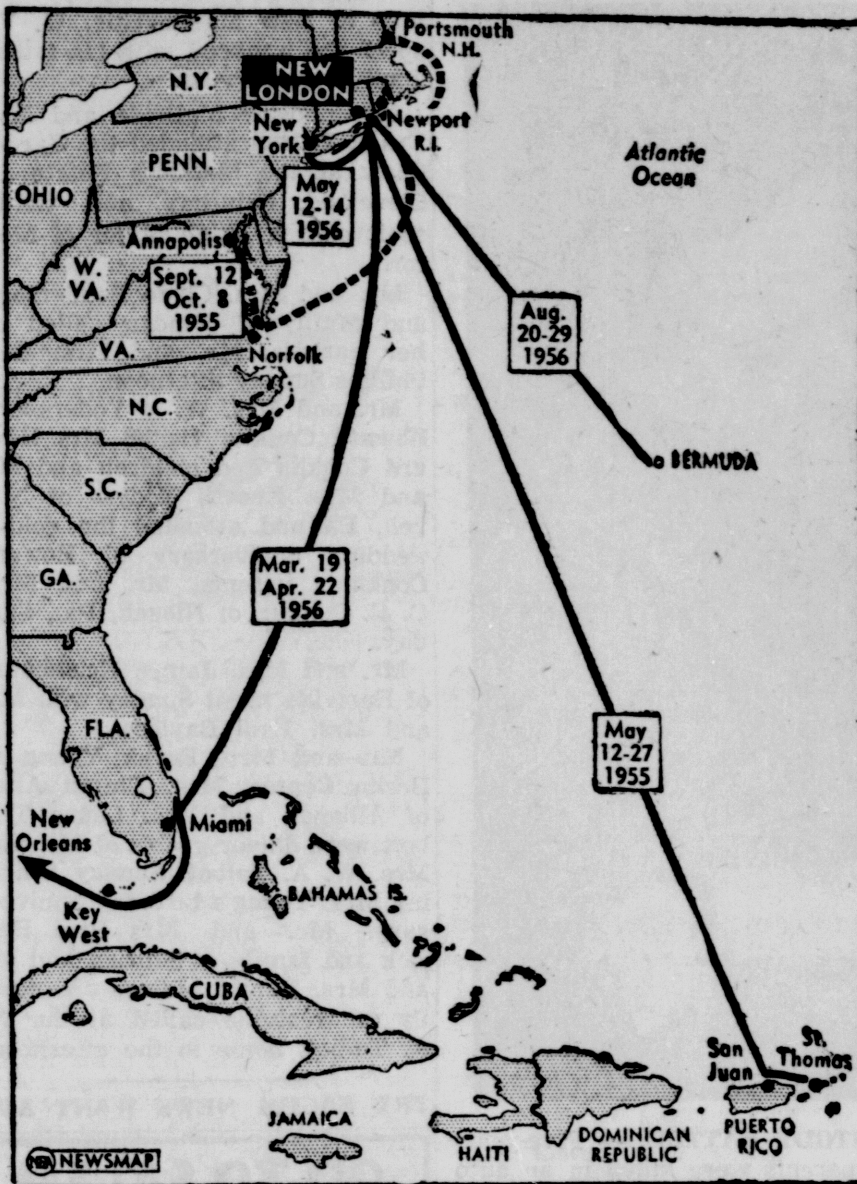 Portsmouth
N.H.
N.Y.
NEW
LONDON
New
York
Newport
R.I.
PENN.
Atlantic
Ocean
OHIO
May
12-14
1956
Annapolis
W.
VA.
Sept. 12
Oct. 8
1955
Aug.
20-29
1956
VA.
Norfolk
N.C.
BERMUDA
S.C.
GA.
Mar. 19
Apr. 22
1956
FLA.
May
12-27
1955
New
Orleans
Miami
Key
West
BAHAMAS IS.
CUBA
San
Juan
St.
Thomas
JAMAICA
HAITI
DOMINICAN
REPUBLIC
PUERTO
RICO
NEA NEWSMAP